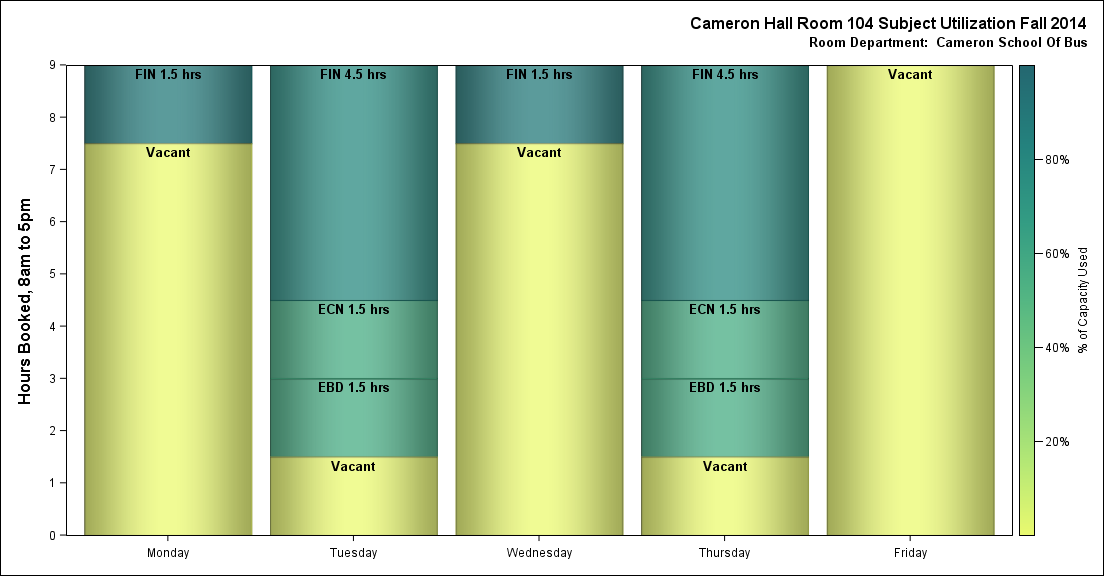 Cameron Hall Room 104 Subject Utilization Fall 2014
Room Department:  Cameron School Of Bus
Hours Booked, 8am to 5pm
9
8
7
6
5
4
3
2
1
0
FIN 1.5 hrs
Vacant
FIN 4.5 hrs
ECN 1.5 hrs
EBD 1.5 hrs
Vacant
FIN 1.5 hrs
Vacant
FIN 4.5 hrs
ECN 1.5 hrs
EBD 1.5 hrs
Vacant
Vacant
Monday
Tuesday
Wednesday
Thursday
Friday
80%
60%
40%
20%
% of Capacity Used